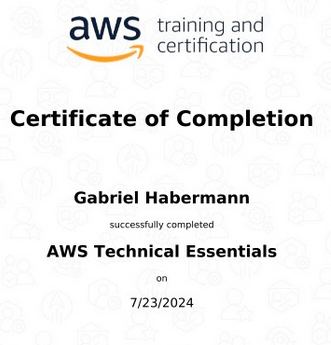 aws training and
certification
Certificate of Completion
Gabriel Habermann
successfully completed
AWS Technical Essentials
on
7/23/2024